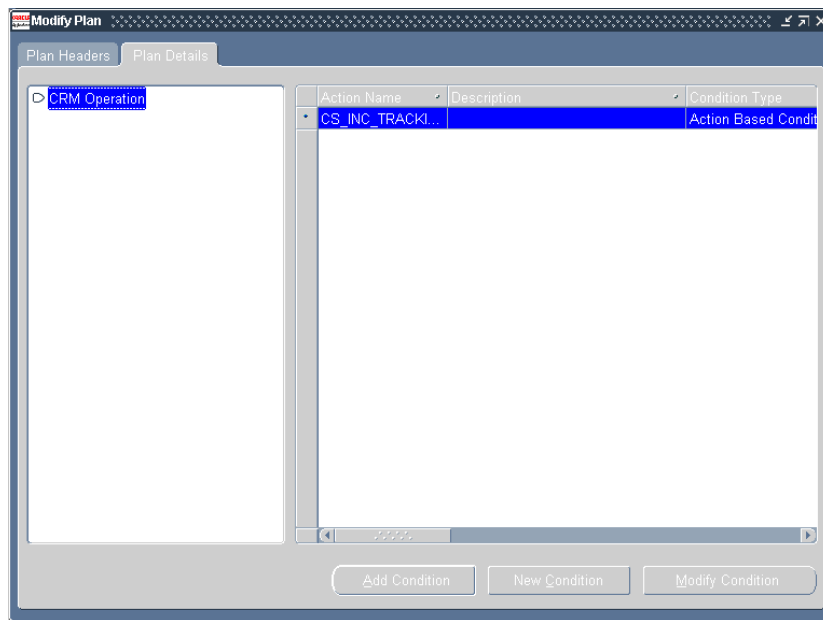 Modify Plan
Plan Headers Plan Details
CRM Operation
Action Name Description Condition Type
CS_INC_TRACKI... Action Based Condit
Add Condition New Condition Modify Condition